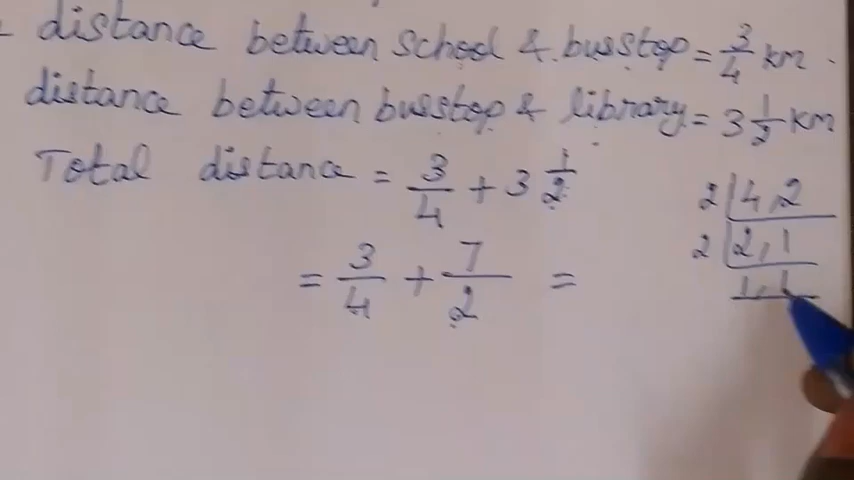 distance between School & busstop = 3/4 km.
distance between busstop & library = 3 1/2 km
Total distance = 3/4 + 3 1/2
= 3/4 + 7/2 =
2 | 4, 2
2 | 2, 1
1, 1